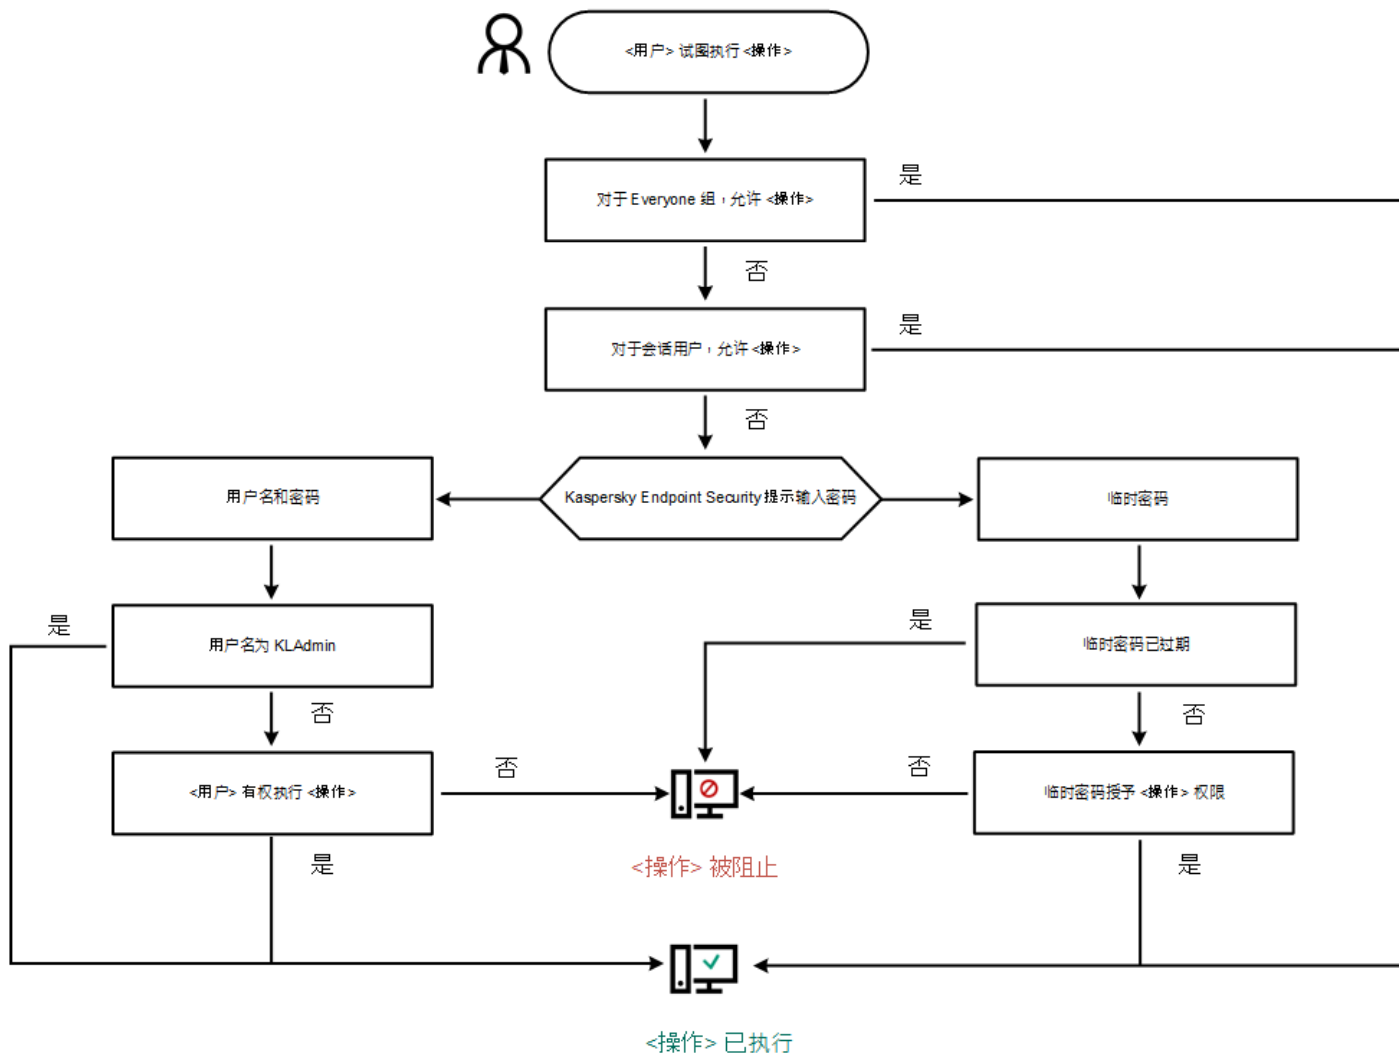 <用户> 试图执行 <操作>
是
对于 Everyone 组，允许 <操作>
否
是
对于会话用户，允许 <操作>
否
用户名和密码
Kaspersky Endpoint Security 提示输入密码
临时密码
是
用户名为 KLAdmin
是
临时密码已过期
否
否
<用户> 有权执行 <操作>
否
否
临时密码授予 <操作> 权限
是
<操作> 被阻止
是
<操作> 已执行